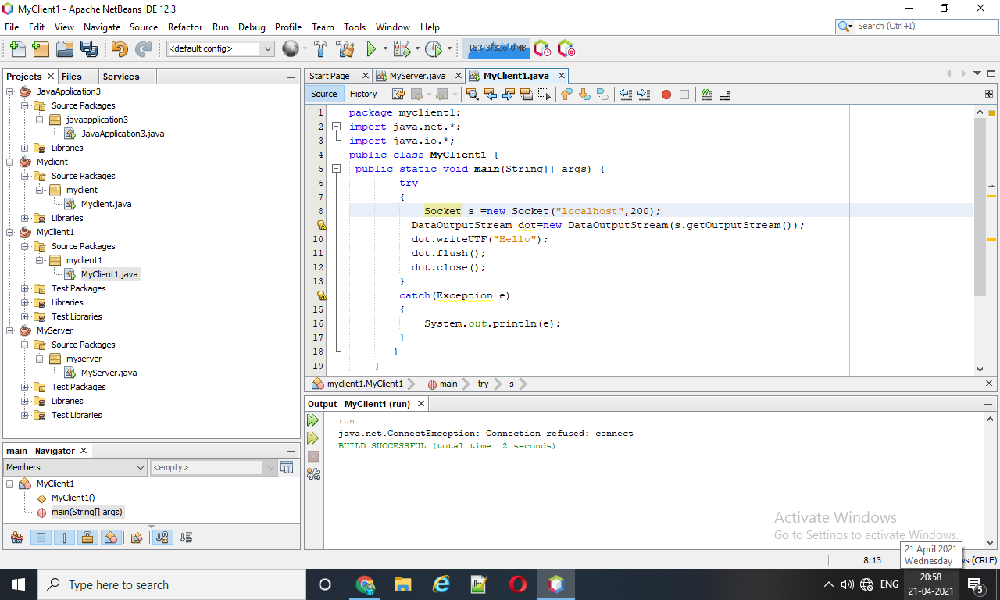 MyClient1 - Apache NetBeans IDE 12.3
File Edit View Navigate Source Refactor Run Debug Profile Team Tools Window Help
Search (Ctrl+I)
<default config>
183.3/326.0MB
Projects Files Services
JavaApplication3
Source Packages
javaapplication3
JavaApplication3.java
Libraries
Myclient
Source Packages
myclient
Myclient.java
Libraries
MyClient1
Source Packages
myclient1
MyClient1.java
Test Packages
Libraries
Test Libraries
MyServer
Source Packages
myserver
MyServer.java
Test Packages
Libraries
Test Libraries
main - Navigator
Members <empty>
MyClient1
MyClient1()
main(String[] args)
Start Page MyServer.java MyClient1.java
Source History
1 package myclient1;
2 import java.net.*;
3 import java.io.*;
4 public class MyClient1 {
5 public static void main(String[] args) {
6 try
7 {
8 Socket s =new Socket("localhost",200);
DataOutputStream dot=new DataOutputStream(s.getOutputStream());
10 dot.writeUTF("Hello");
11 dot.flush();
12 dot.close();
13 }
catch(Exception e)
15 {
16 System.out.println(e);
17 }
18 }
19 }
myclient1.MyClient1 main try s
Output - MyClient1 (run)
run:
java.net.ConnectException: Connection refused: connect
BUILD SUCCESSFUL (total time: 2 seconds)
Activate Windows
Go to Settings to activate Windows.
21 April 2021
Wednesday
8:13 ws (CRLF)
Type here to search
ENG
20:58
21-04-2021
5